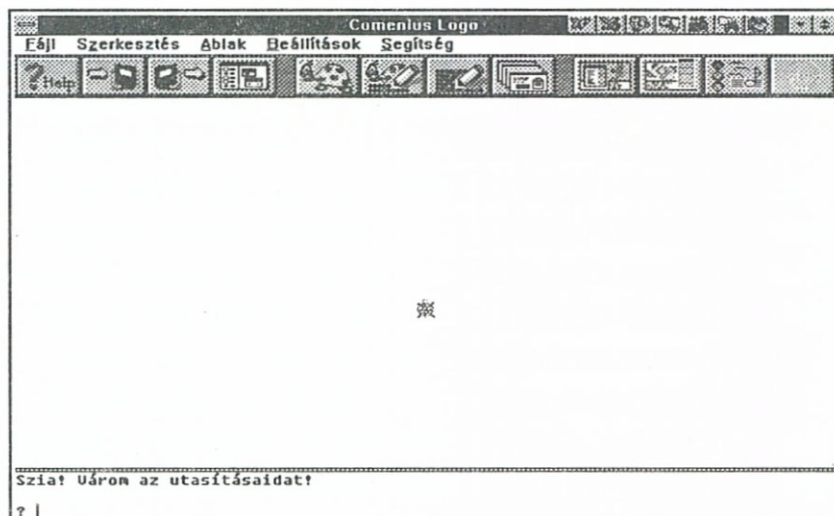 Comenius Logo
Fájl Szerkesztés Ablak Beállítások Segítség
? Help
Szia! Várom az utasításaidat!
? |